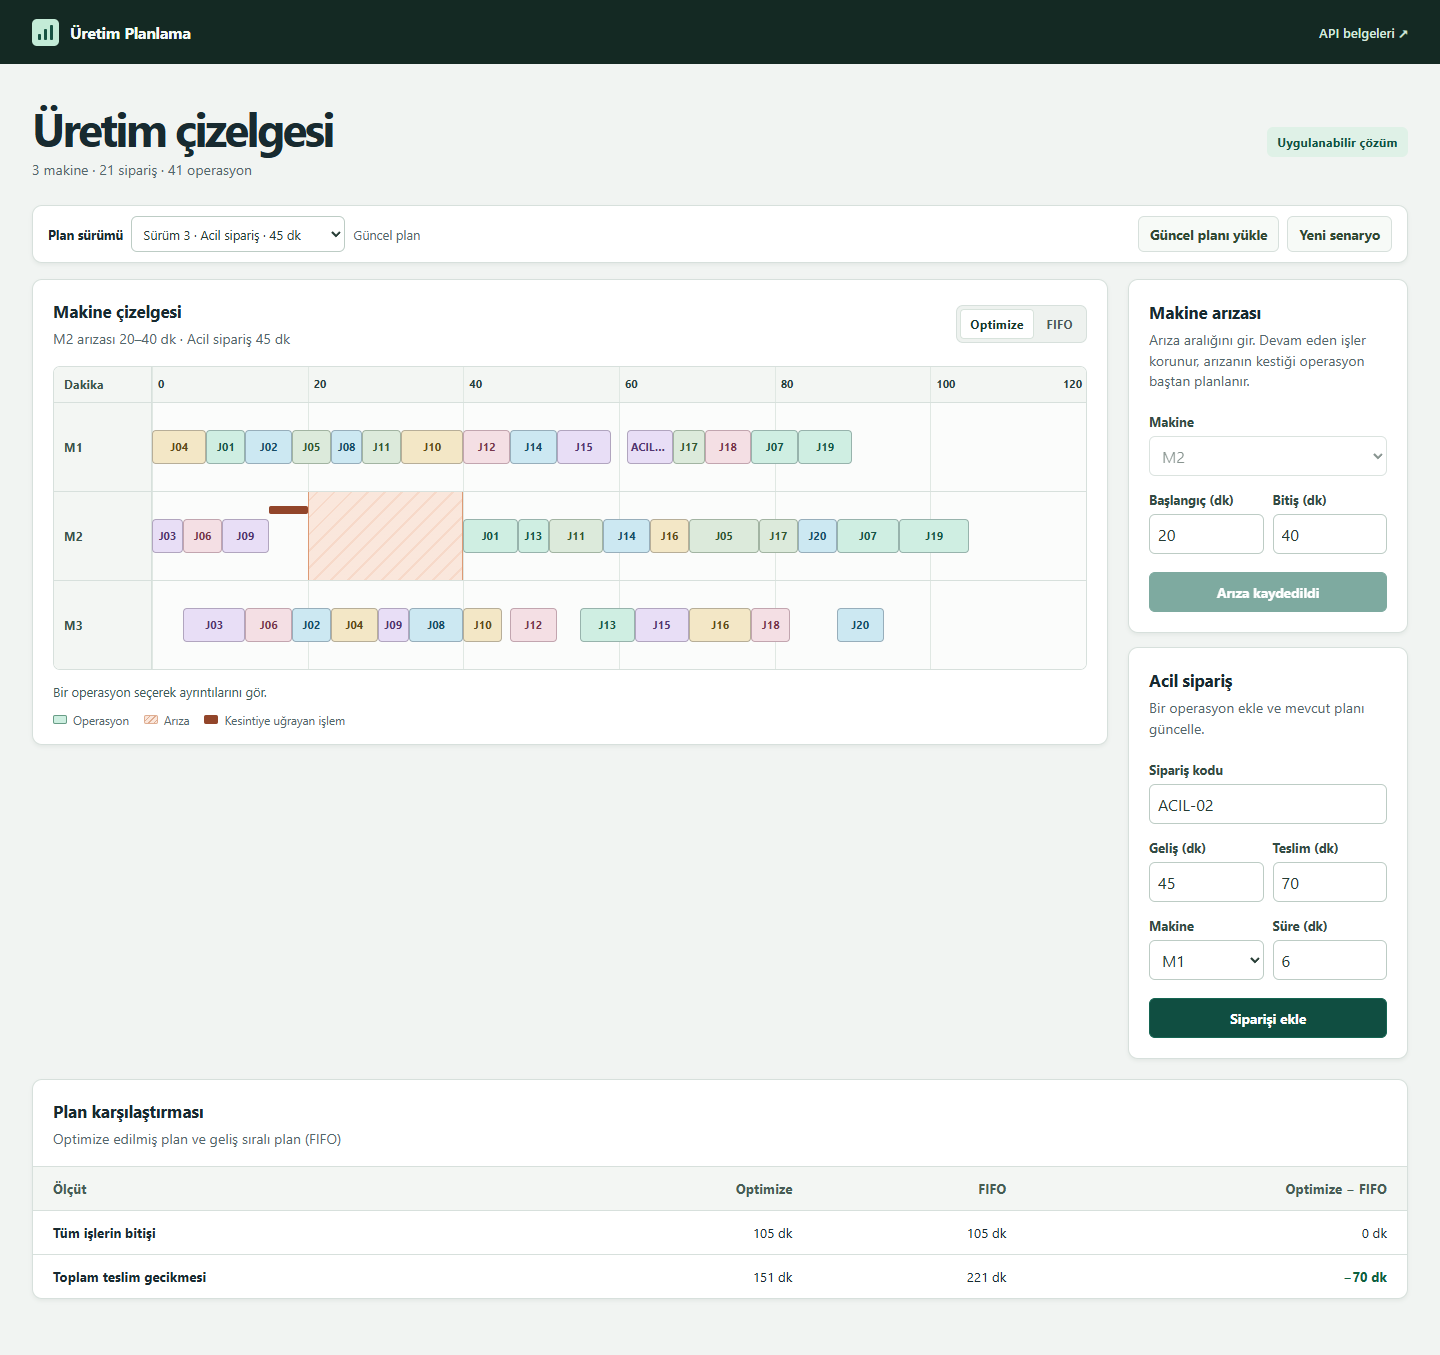 Üretim Planlama
API belgeleri ↗
Üretim çizelgesi
3 makine · 21 sipariş · 41 operasyon
Uygulanabilir çözüm
Plan sürümü
Sürüm 3 · Acil sipariş · 45 dk
Güncel plan
Güncel planı yükle
Yeni senaryo
Makine çizelgesi
M2 arızası 20–40 dk · Acil sipariş 45 dk
Optimize
FIFO
Dakika 0 20 40 60 80 100 120
M1 J04 J01 J02 J05 J08 J11 J10 J12 J14 J15 ACIL... J17 J18 J07 J19
M2 J03 J06 J09 J01 J13 J11 J14 J16 J05 J17 J20 J07 J19
M3 J03 J06 J02 J04 J09 J08 J10 J12 J13 J15 J16 J18 J20
Bir operasyon seçerek ayrıntılarını gör.
Operasyon Arıza Kesintiye uğrayan işlem
Makine arızası
Arıza aralığını gir. Devam eden işler
korunur, arızanın kestiği operasyon
baştan planlanır.
Makine
M2
Başlangıç (dk) Bitiş (dk)
20 40
Arıza kaydedildi
Acil sipariş
Bir operasyon ekle ve mevcut planı
güncelle.
Sipariş kodu
ACIL-02
Geliş (dk) Teslim (dk)
45 70
Makine Süre (dk)
M1 6
Siparişi ekle
Plan karşılaştırması
Optimize edilmiş plan ve geliş sıralı plan (FIFO)
Ölçüt Optimize FIFO Optimize − FIFO
Tüm işlerin bitişi 105 dk 105 dk 0 dk
Toplam teslim gecikmesi 151 dk 221 dk −70 dk